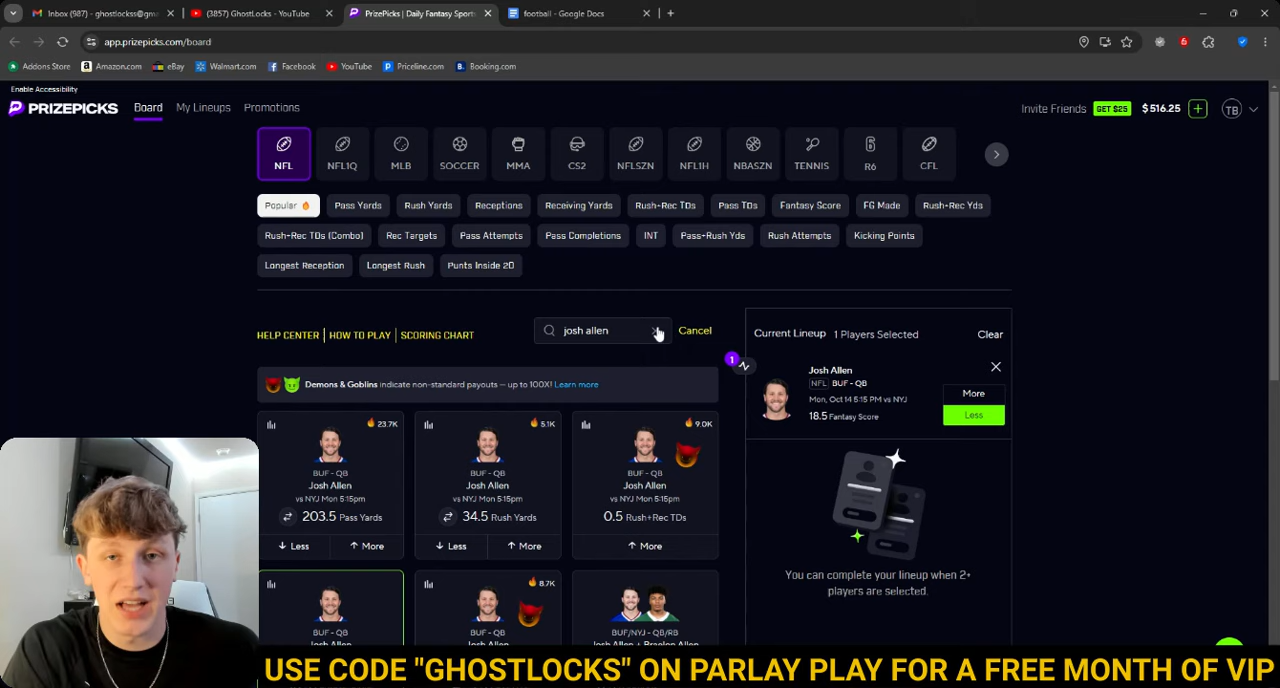 Inbox (987) - ghostlockss@gm
(3857) GhostLocks - YouTube
PrizePicks | Daily Fantasy Sport
football - Google Docs
app.prizepicks.com/board
6
Addons Store
Amazon.com
eBay
Walmart.com
Facebook
YouTube
Priceline.com
Booking.com
Enable Accessibility
PRIZEPICKS
Board
My Lineups
Promotions
Invite Friends
GET $25
$ 516.25
TB
NFL
NFL1Q
MLB
SOCCER
MMA
CS2
NFLSZN
NFL1H
NBASZN
TENNIS
R6
CFL
Popular
Pass Yards
Rush Yards
Receptions
Receiving Yards
Rush+Rec TDs
Pass TDs
Fantasy Score
FG Made
Rush+Rec Yds
Rush+Rec TDs (Combo)
Rec Targets
Pass Attempts
Pass Completions
INT
Pass+Rush Yds
Rush Attempts
Kicking Points
Longest Reception
Longest Rush
Punts Inside 20
HELP CENTER | HOW TO PLAY | SCORING CHART
josh allen
Cancel
Demons & Goblins indicate non-standard payouts — up to 100X! Learn more
23.7K
BUF - QB
Josh Allen
vs NYJ Mon 5:15pm
203.5 Pass Yards
Less
More
5.1K
BUF - QB
Josh Allen
vs NYJ Mon 5:15pm
34.5 Rush Yards
Less
More
9.0K
BUF - QB
Josh Allen
vs NYJ Mon 5:15pm
0.5 Rush+Rec TDs
More
BUF - QB
Josh Allen
8.7K
BUF - QB
Josh Allen
BUF/NYJ - QB/RB
Josh Allen + Braelon Allen
Current Lineup 1 Players Selected
Clear
1
Josh Allen
NFL BUF - QB
Mon, Oct 14 5:15 PM vs NYJ
18.5 Fantasy Score
More
Less
You can complete your lineup when 2+
players are selected.
USE CODE "GHOSTLOCKS" ON PARLAY PLAY FOR A FREE MONTH OF VIP